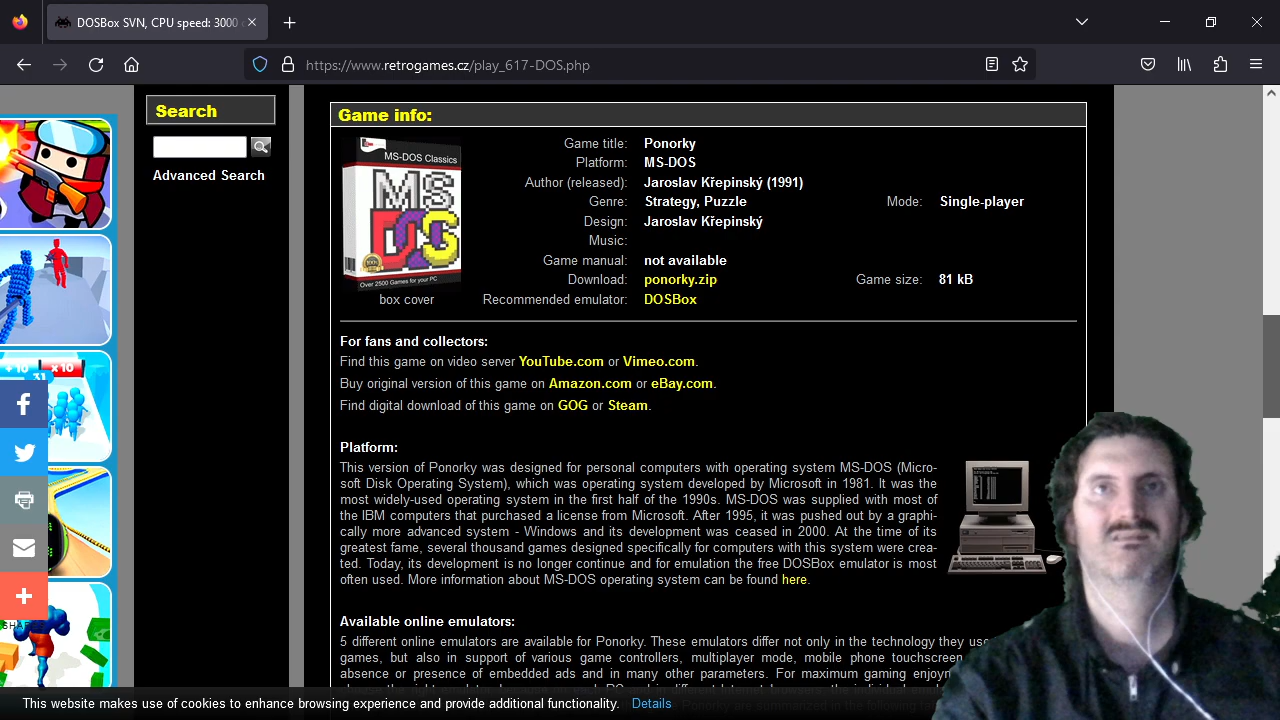 DOSBox SVN, CPU speed: 3000
https://www.retrogames.cz/play_617-DOS.php
Search
Advanced Search
Game info:
MS-DOS Classics
MS
DOS
Over 2500 Games for your PC
box cover
Game title: Ponorky
Platform: MS-DOS
Author (released): Jaroslav Křepinský (1991)
Genre: Strategy, Puzzle Mode: Single-player
Design: Jaroslav Křepinský
Music:
Game manual: not available
Download: ponorky.zip Game size: 81 kB
Recommended emulator: DOSBox
For fans and collectors:
Find this game on video server YouTube.com or Vimeo.com.
Buy original version of this game on Amazon.com or eBay.com.
Find digital download of this game on GOG or Steam.
Platform:
This version of Ponorky was designed for personal computers with operating system MS-DOS (Micro-
soft Disk Operating System), which was operating system developed by Microsoft in 1981. It was the
most widely-used operating system in the first half of the 1990s. MS-DOS was supplied with most of
the IBM computers that purchased a license from Microsoft. After 1995, it was pushed out by a graphi-
cally more advanced system - Windows and its development was ceased in 2000. At the time of its
greatest fame, several thousand games designed specifically for computers with this system were crea-
ted. Today, its development is no longer continue and for emulation the free DOSBox emulator is most
often used. More information about MS-DOS operating system can be found here.
Available online emulators:
5 different online emulators are available for Ponorky. These emulators differ not only in the technology they
games, but also in support of various game controllers, multiplayer mode, mobile phone touchscreen
absence or presence of embedded ads and in many other parameters. For maximum gaming
+10
x10
31
SHAR
This website makes use of cookies to enhance browsing experience and provide additional functionality. Details